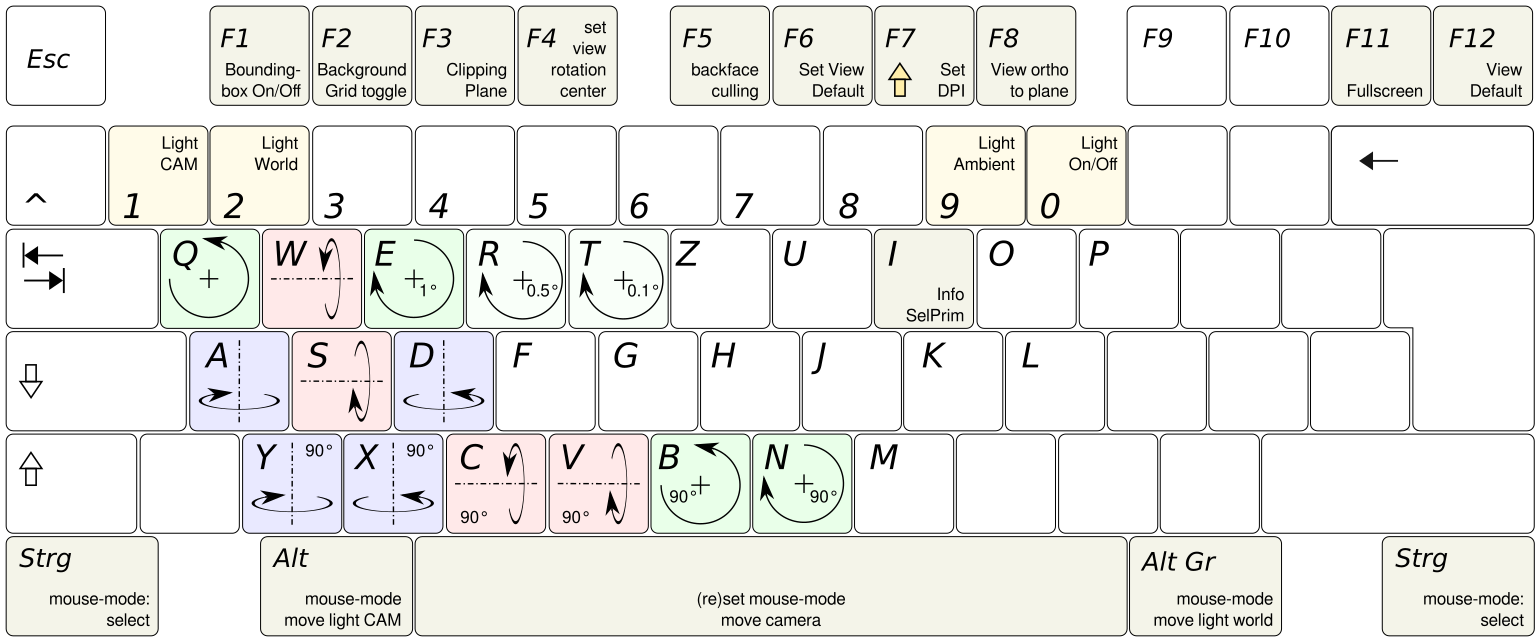 Esc
F1
Bounding-
box On/Off
F2
Background
Grid toggle
F3
Clipping
Plane
F4
set
view
rotation
center
F5
backface
culling
F6
Set View
Default
F7
Set
DPI
F8
View ortho
to plane
F9
F10
F11
Fullscreen
F12
View
Default
^
Light
CAM
1
Light
World
2
3
4
5
6
7
8
Light
Ambient
9
Light
On/Off
0
Q
W
E
1°
R
0.5°
T
0.1°
Z
U
I
Info
SelPrim
O
P
A
S
D
F
G
H
J
K
L
Y
90°
X
90°
C
90°
V
90°
B
90°
N
90°
M
Strg
mouse-mode:
select
Alt
mouse-mode
move light CAM
(re)set mouse-mode
move camera
Alt Gr
mouse-mode
move light world
Strg
mouse-mode:
select